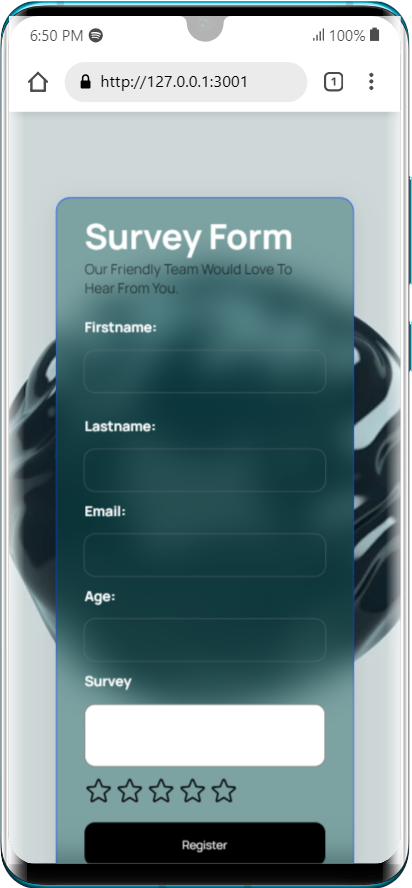 6:50 PM
100%
http://127.0.0.1:3001
1
Survey Form
Our Friendly Team Would Love To
Hear From You.
Firstname:
Lastname:
Email:
Age:
Survey
Register